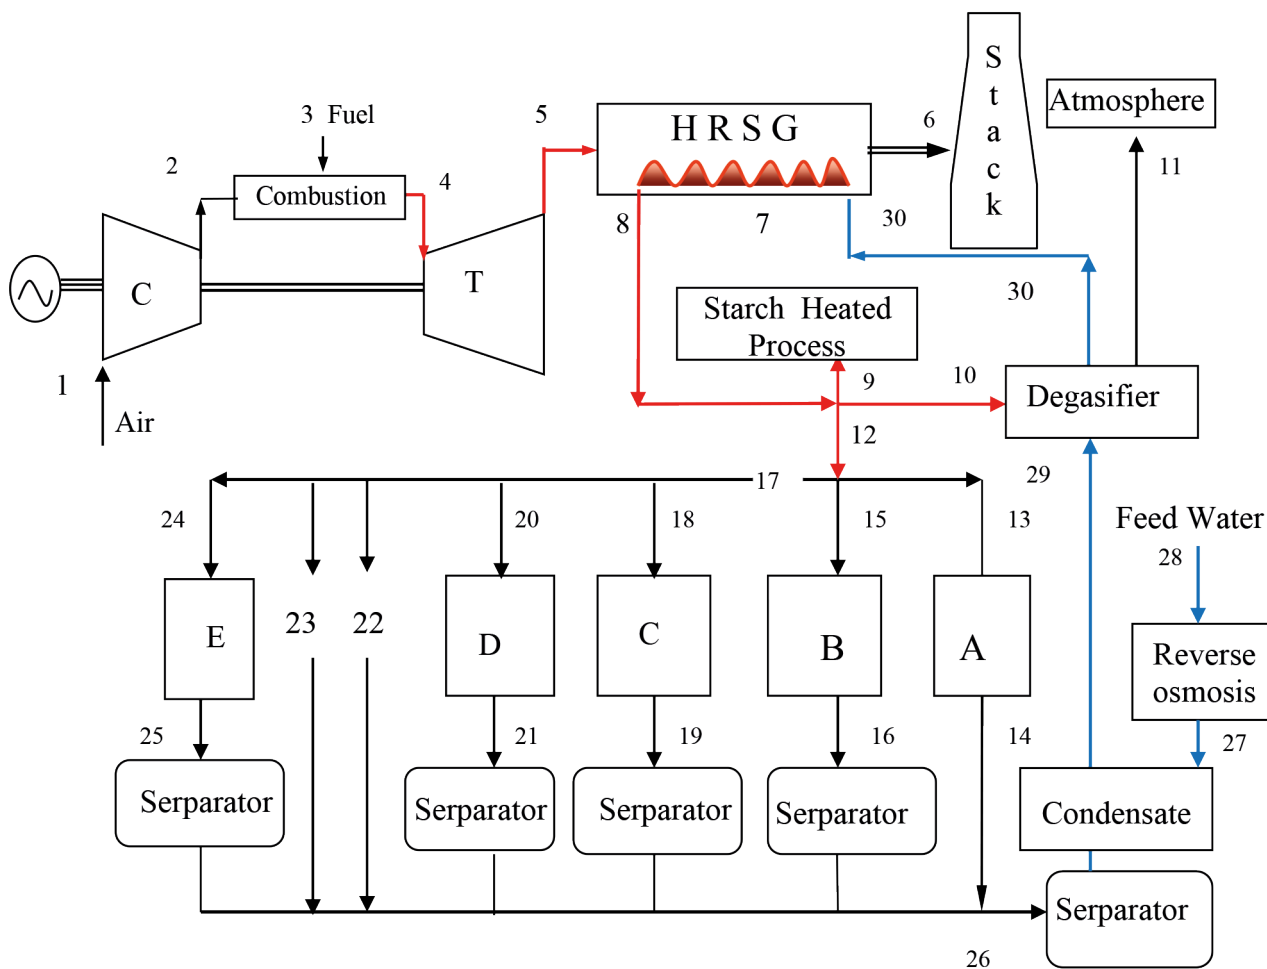 3 Fuel
5
H R S G
6
S
t
a
c
k
Atmosphere
2
Combustion
4
11
8
7
30
C
T
30
Starch Heated
Process
1
Air
9
10
Degasifier
12
17
29
24
20
18
15
13
Feed Water
28
E
23
22
D
C
B
A
Reverse
osmosis
25
21
19
16
14
27
Serparator
Serparator
Serparator
Serparator
Condensate
Serparator
26